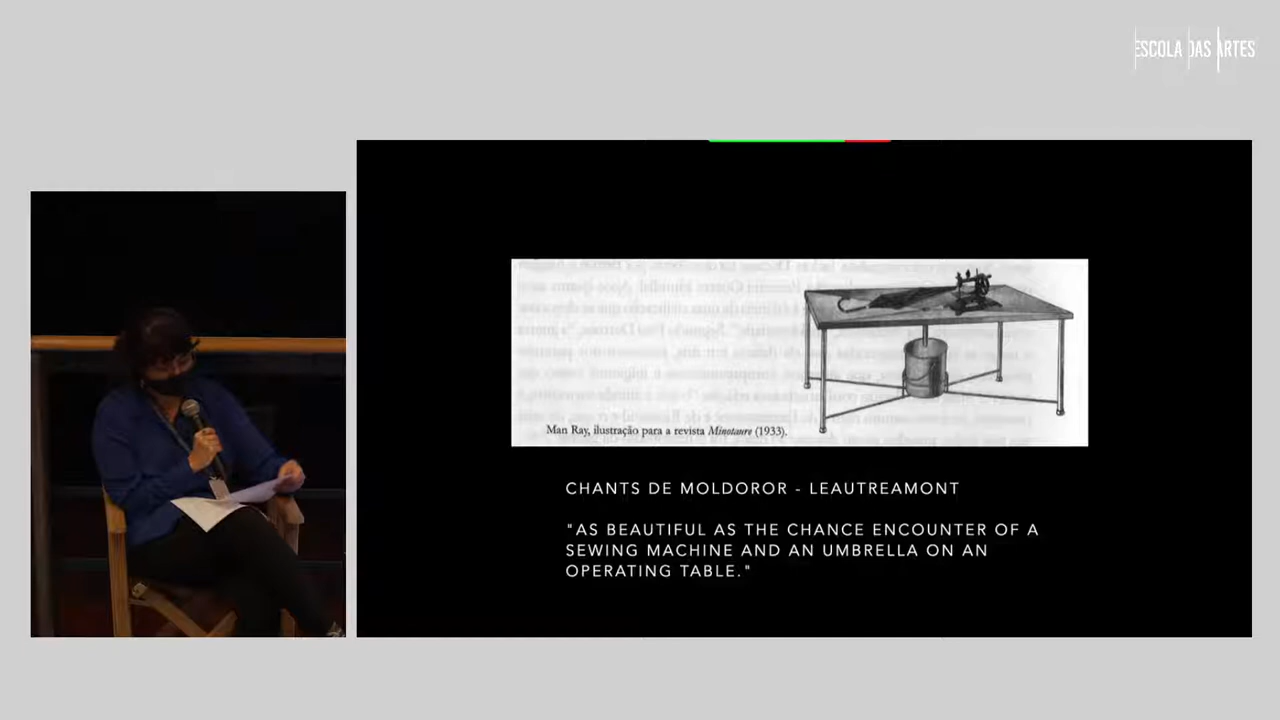 ESCOLA DAS ARTES
Man Ray, ilustração para a revista Minotaure (1933).
CHANTS DE MOLDOROR - LEAUTREAMONT
"AS BEAUTIFUL AS THE CHANCE ENCOUNTER OF A
SEWING MACHINE AND AN UMBRELLA ON AN
OPERATING TABLE."